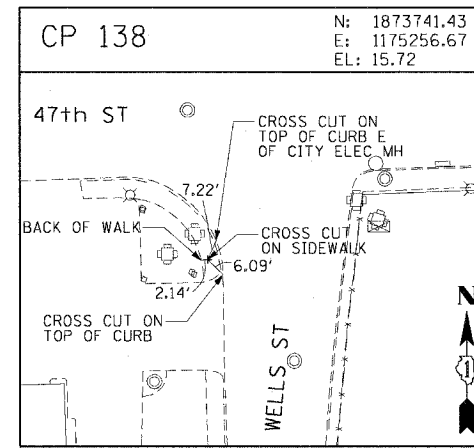 CP 138
N: 1873741.43
E: 1175256.67
EL: 15.72
47th ST
CROSS CUT ON
TOP OF CURB E
OF CITY ELEC MH
7.22'
BACK OF WALK
CROSS CUT
ON SIDEWALK
6.09'
2.14'
CROSS CUT ON
TOP OF CURB
WELLS ST
N
1